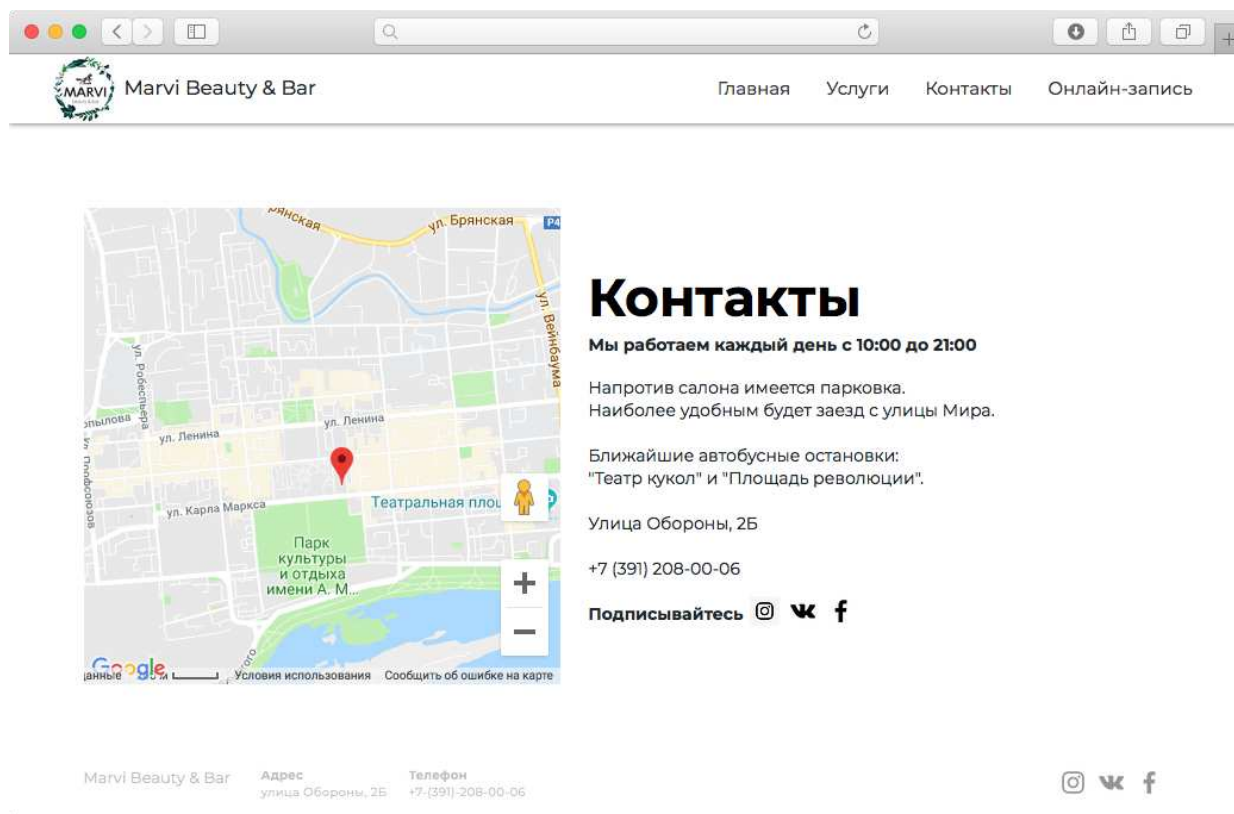 MARVI
Marvi Beauty & Bar
Главная
Услуги
Контакты
Онлайн-запись
ул. Брянская
ул. Вейнбаума
ул. Робеспьера
ул. Ленина
ул. Ленина
ул. Карла Маркса
Театральная
Парк
культуры
и отдыха
имени А. М...
Google
Условия использования
Сообщить об ошибке на карте
Контакты
Мы работаем каждый день с 10:00 до 21:00
Напротив салона имеется парковка.
Наиболее удобным будет заезд с улицы Мира.
Ближайшие автобусные остановки:
"Театр кукол" и "Площадь революции".
Улица Обороны, 2Б
+7 (391) 208-00-06
Подписывайтесь
Marvi Beauty & Bar
Адрес
улица Обороны, 2Б
Телефон
+7-(391)-208-00-06